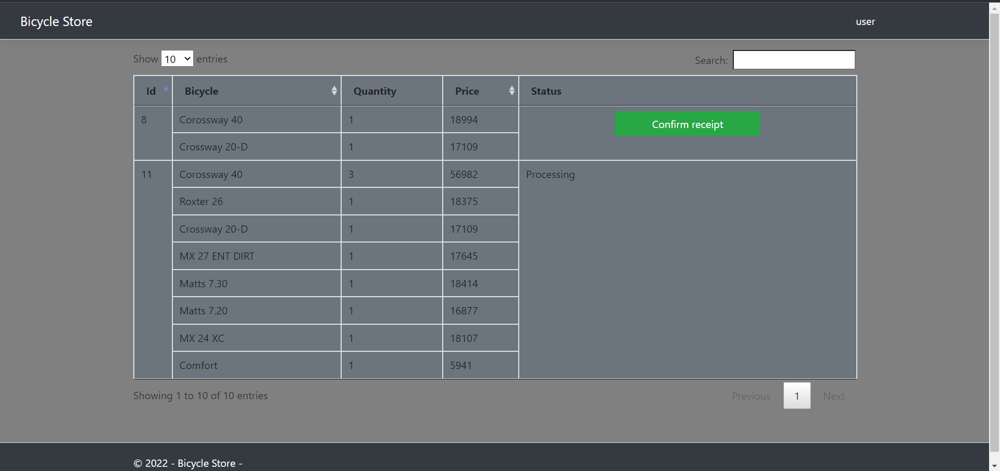 Bicycle Store user
Show 10 entries Search:
Id Bicycle Quantity Price Status
8 Corossway 40 1 18994 Confirm receipt
Crossway 20-D 1 17109
11 Corossway 40 3 56982 Processing
Roxter 26 1 18375
Crossway 20-D 1 17109
MX 27 ENT DIRT 1 17645
Matts 7.30 1 18414
Matts 7.20 1 16877
MX 24 XC 1 18107
Comfort 1 5941
Showing 1 to 10 of 10 entries Previous 1 Next
© 2022 - Bicycle Store -